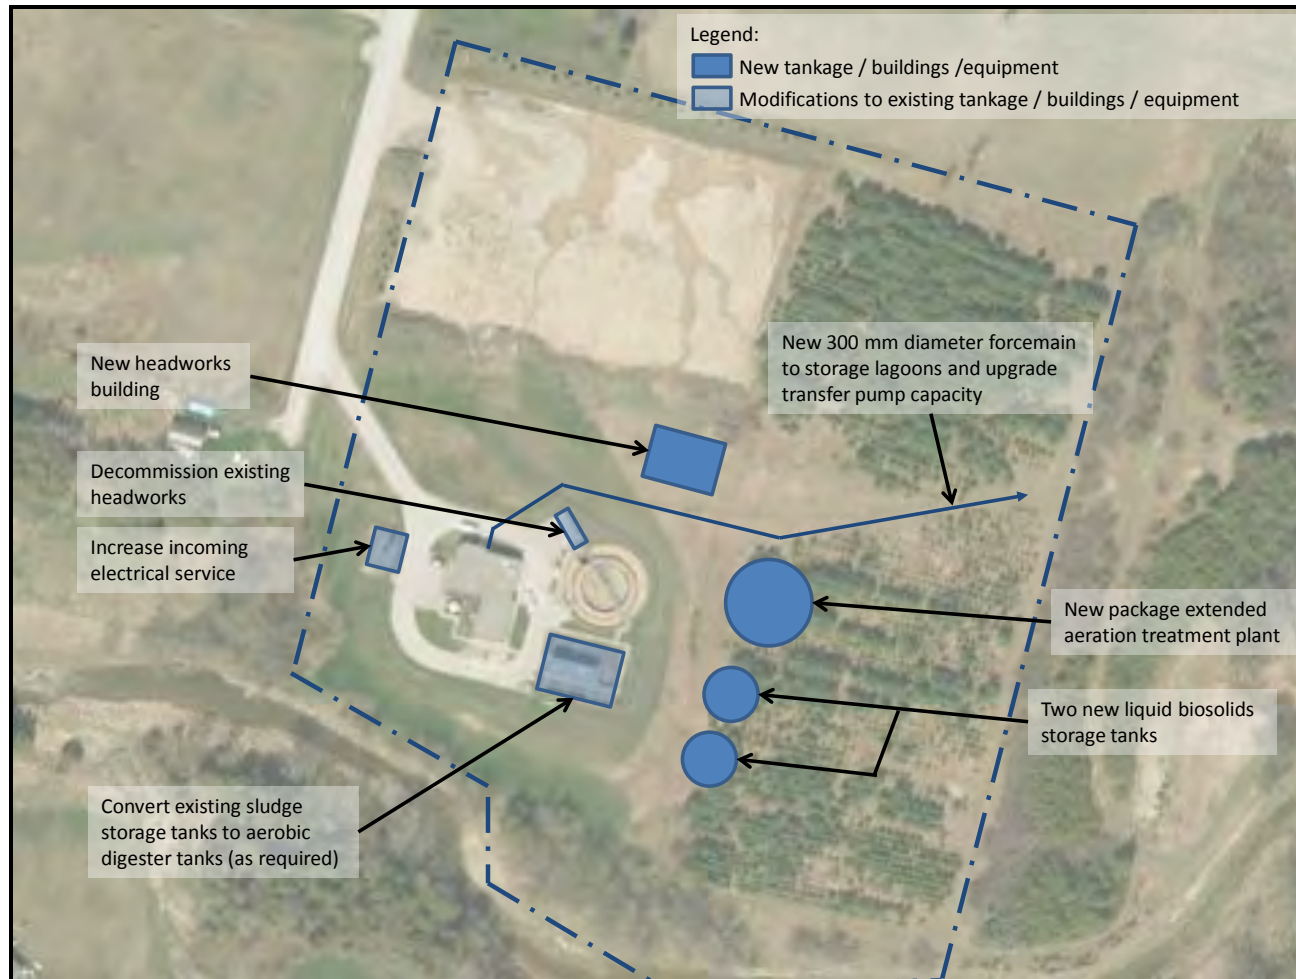 Legend:
New tankage / buildings /equipment
Modifications to existing tankage / buildings / equipment
New 300 mm diameter forcemain
to storage lagoons and upgrade
transfer pump capacity
New headworks
building
Decommission existing
headworks
Increase incoming
electrical service
New package extended
aeration treatment plant
Two new liquid biosolids
storage tanks
Convert existing sludge
storage tanks to aerobic
digester tanks (as required)